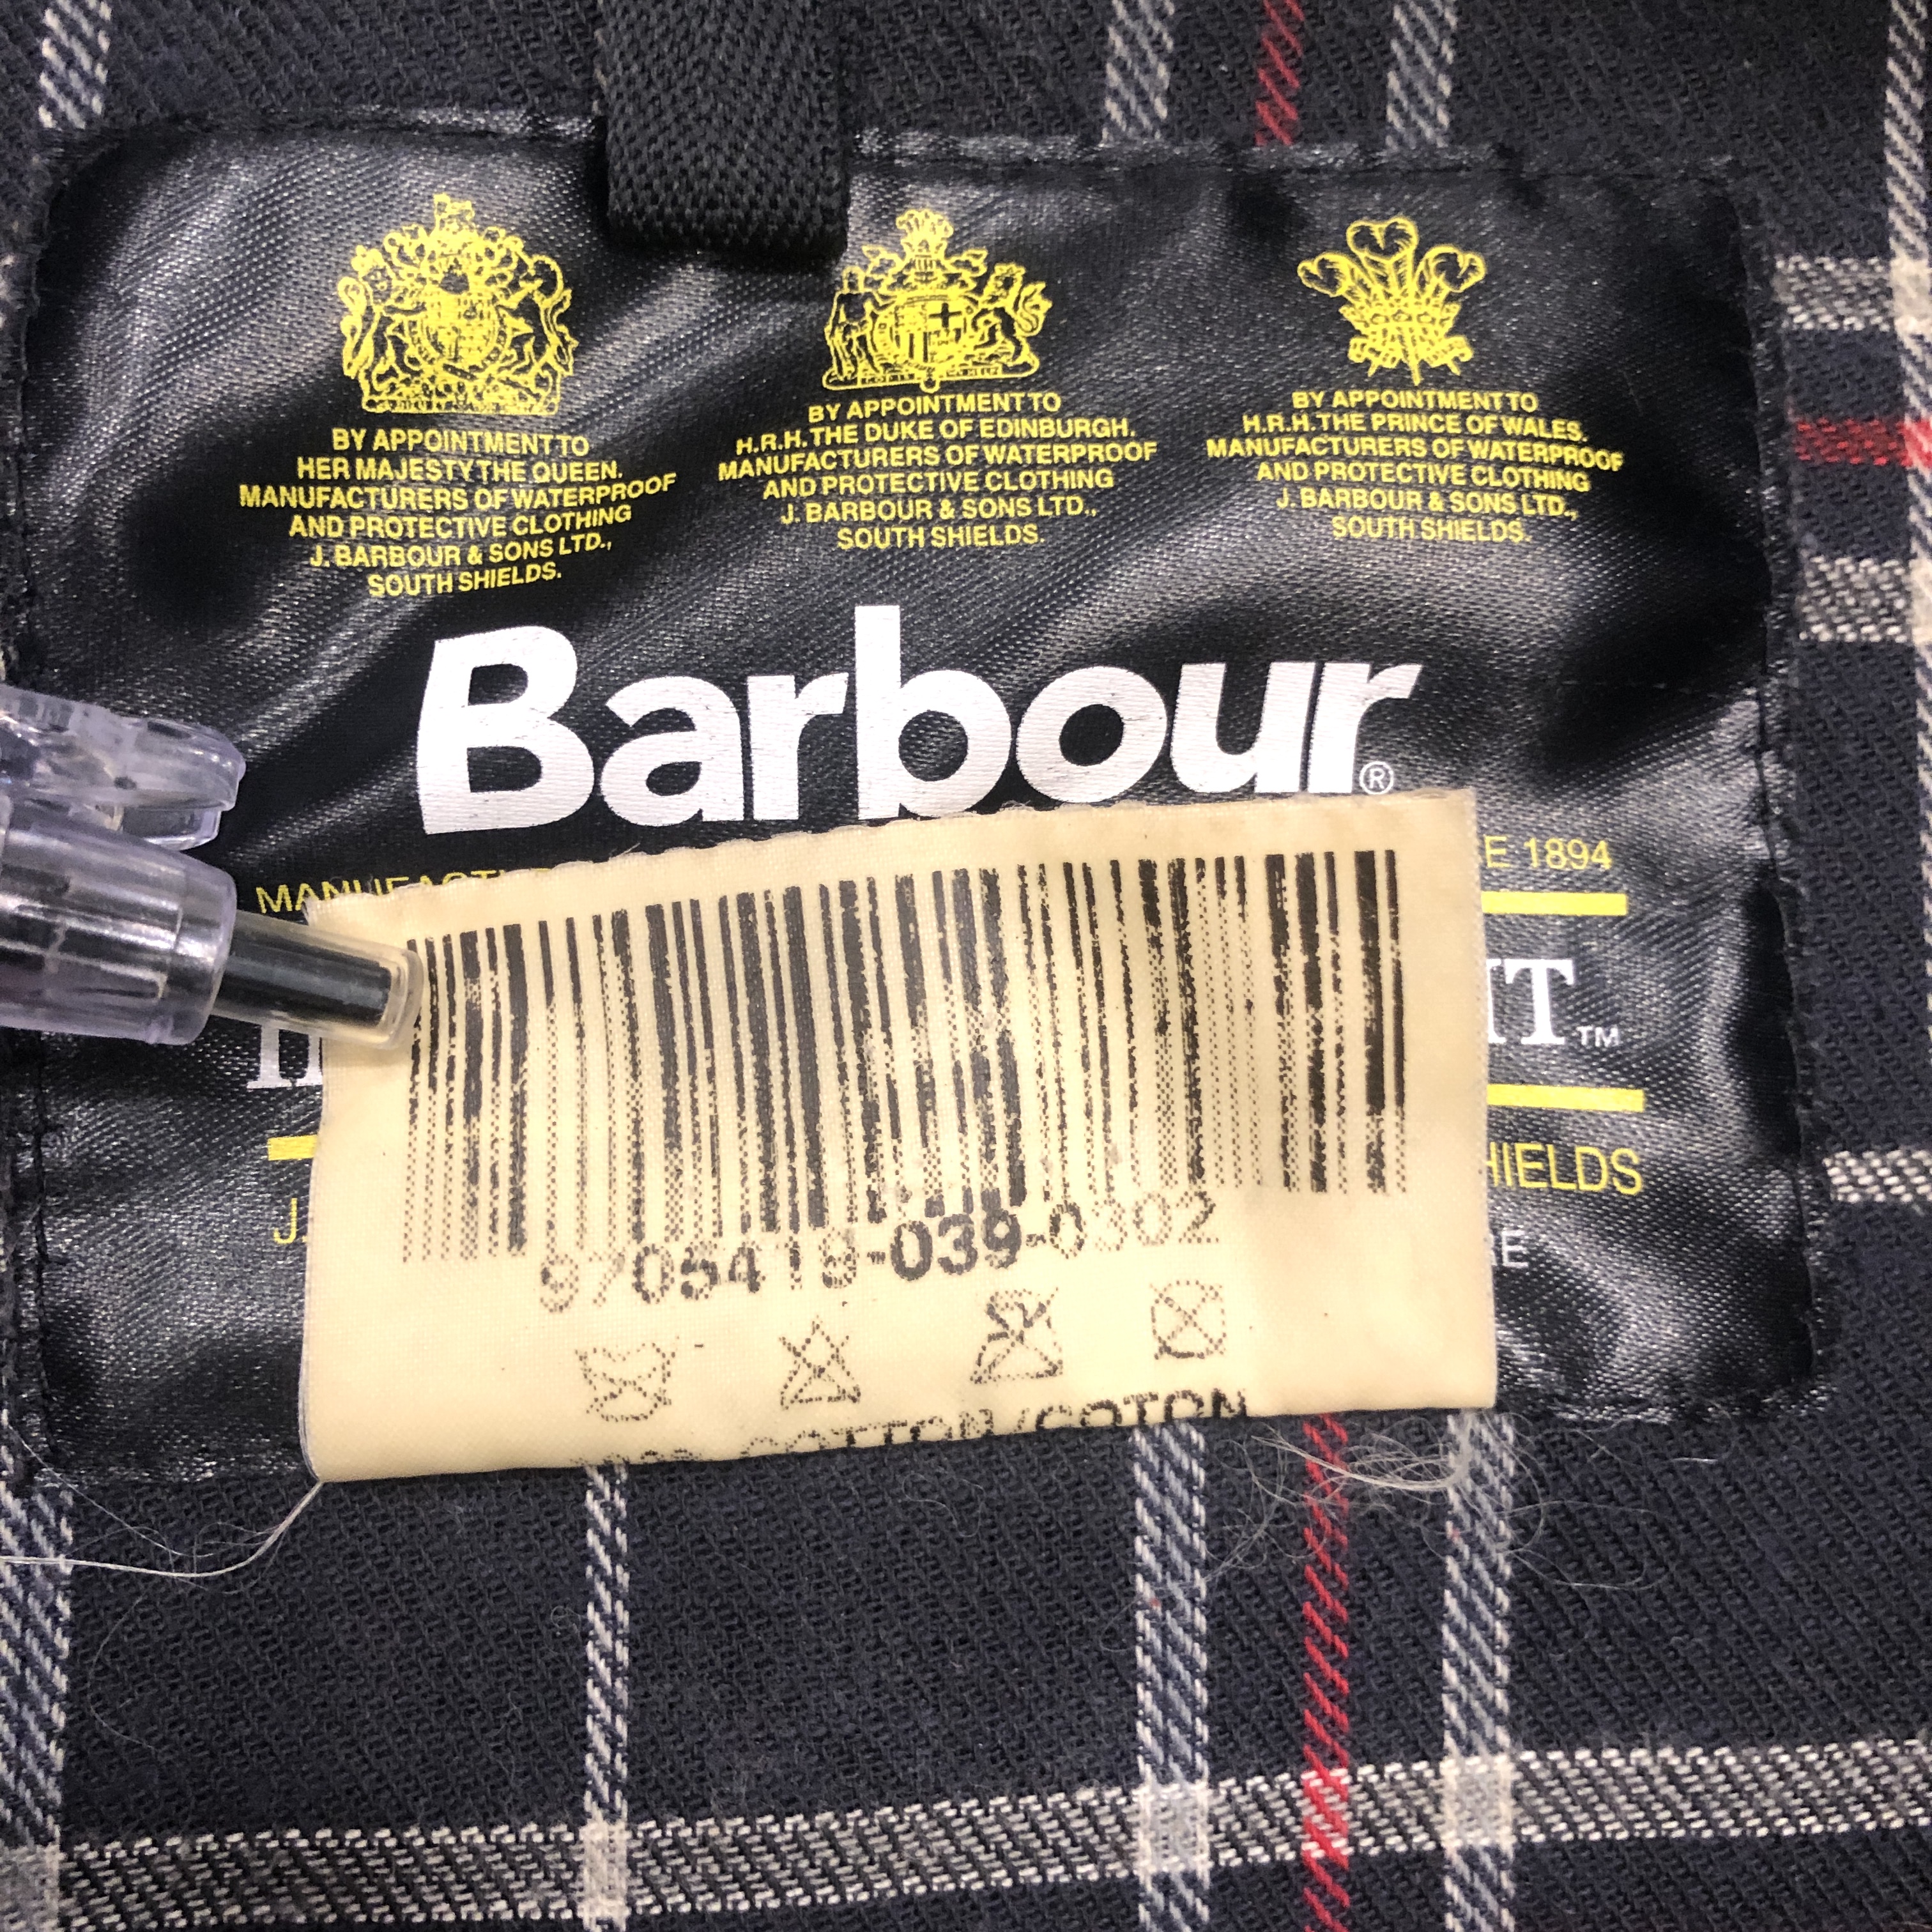 BY APPOINTMENT TO
HER MAJESTY THE QUEEN.
MANUFACTURERS OF WATERPROOF
AND PROTECTIVE CLOTHING
J. BARBOUR & SONS LTD.,
SOUTH SHIELDS.
BY APPOINTMENT TO
H.R.H. THE DUKE OF EDINBURGH.
MANUFACTURERS OF WATERPROOF
AND PROTECTIVE CLOTHING
J. BARBOUR & SONS LTD.,
SOUTH SHIELDS.
BY APPOINTMENT TO
H.R.H. THE PRINCE OF WALES.
MANUFACTURERS OF WATERPROOF
AND PROTECTIVE CLOTHING
J. BARBOUR & SONS LTD.,
SOUTH SHIELDS.
Barbour®
1894
TM
COTTON/COTON